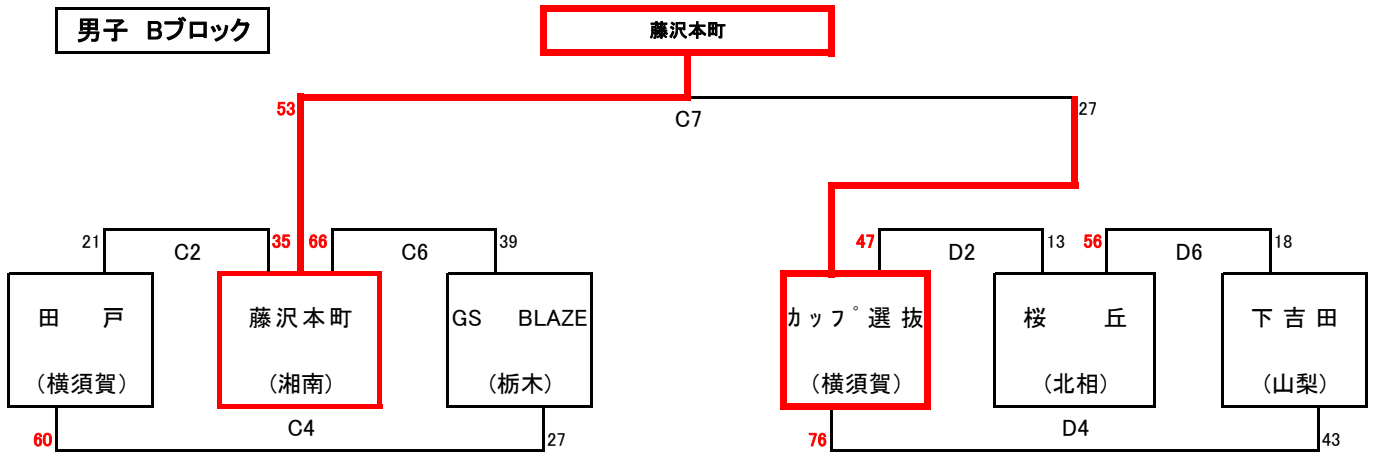 男子 Bブロック
藤沢本町
53
C7
27
21
C2
35
66
C6
39
47
D2
13
56
D6
18
田 戸
藤沢本町
GS BLAZE
カップ選抜
桜 丘
下吉田
(横須賀)
(湘南)
(栃木)
(横須賀)
(北相)
(山梨)
60
C4
27
76
D4
43